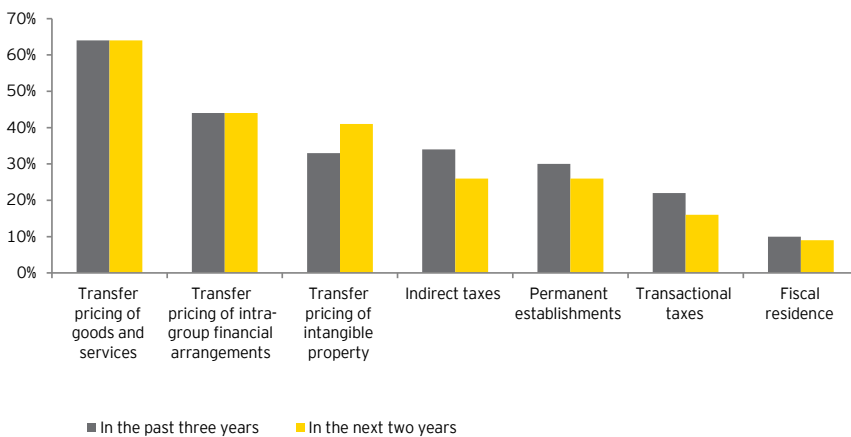 70%
60%
50%
40%
30%
20%
10%
0%
Transfer
pricing of
goods and
services
Transfer
pricing of intra-
group financial
arrangements
Transfer
pricing of
intangible
property
Indirect taxes
Permanent
establishments
Transactional
taxes
Fiscal
residence
In the past three years
In the next two years